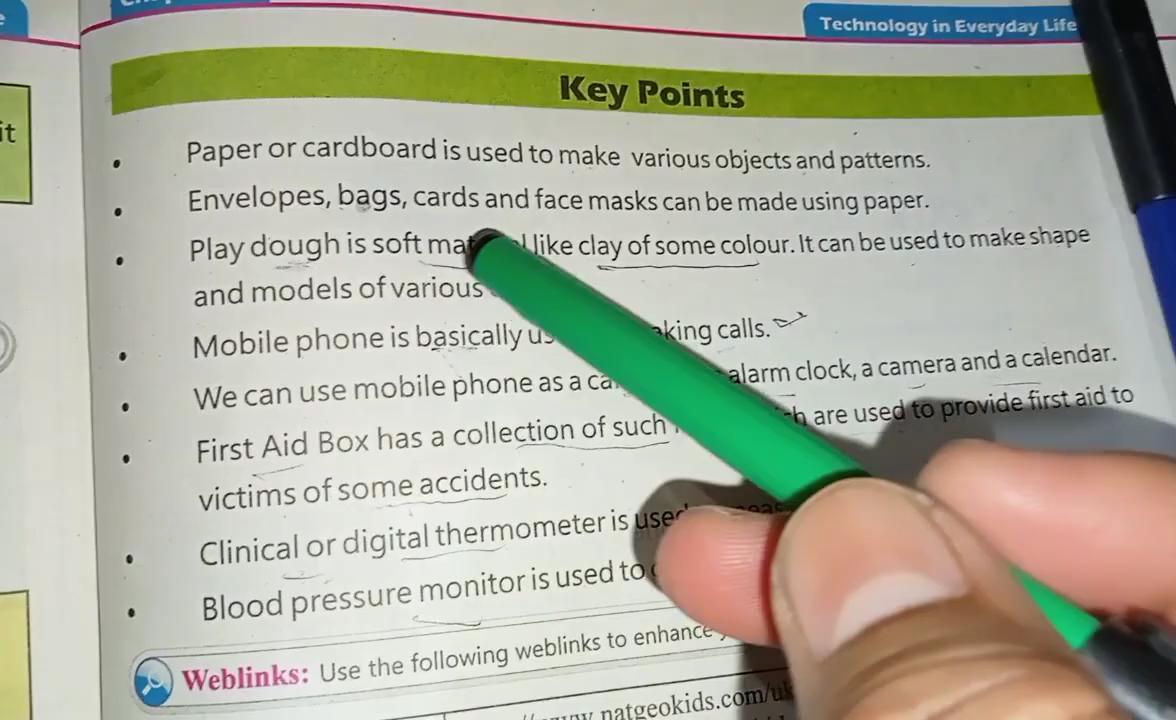 Technology in Everyday Life
it
Key Points
• Paper or cardboard is used to make various objects and patterns.
• Envelopes, bags, cards and face masks can be made using paper.
• Play dough is soft like clay of some colour. It can be used to make shape
and models of various
• Mobile phone is basically calls.
• We can use mobile phone as a alarm clock, a camera and a calendar.
• First Aid Box has a collection of such are used to provide first aid to
victims of some accidents.
• Clinical or digital thermometer is used
• Blood pressure monitor is used to
Weblinks: Use the following weblinks to enhance
natgeokids.com/uk